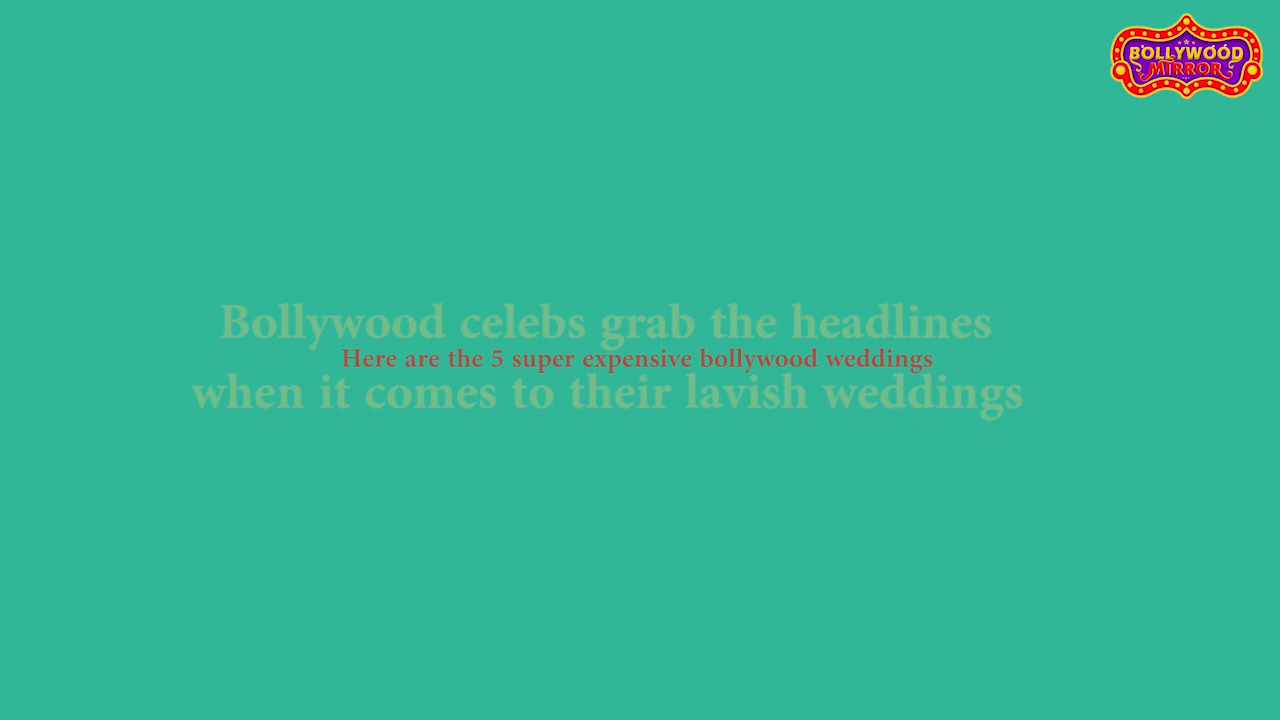 BOLLYWOOD
MIRROR
Bollywood celebs grab the headlines
Here are the 5 super expensive bollywood weddings
when it comes to their lavish weddings